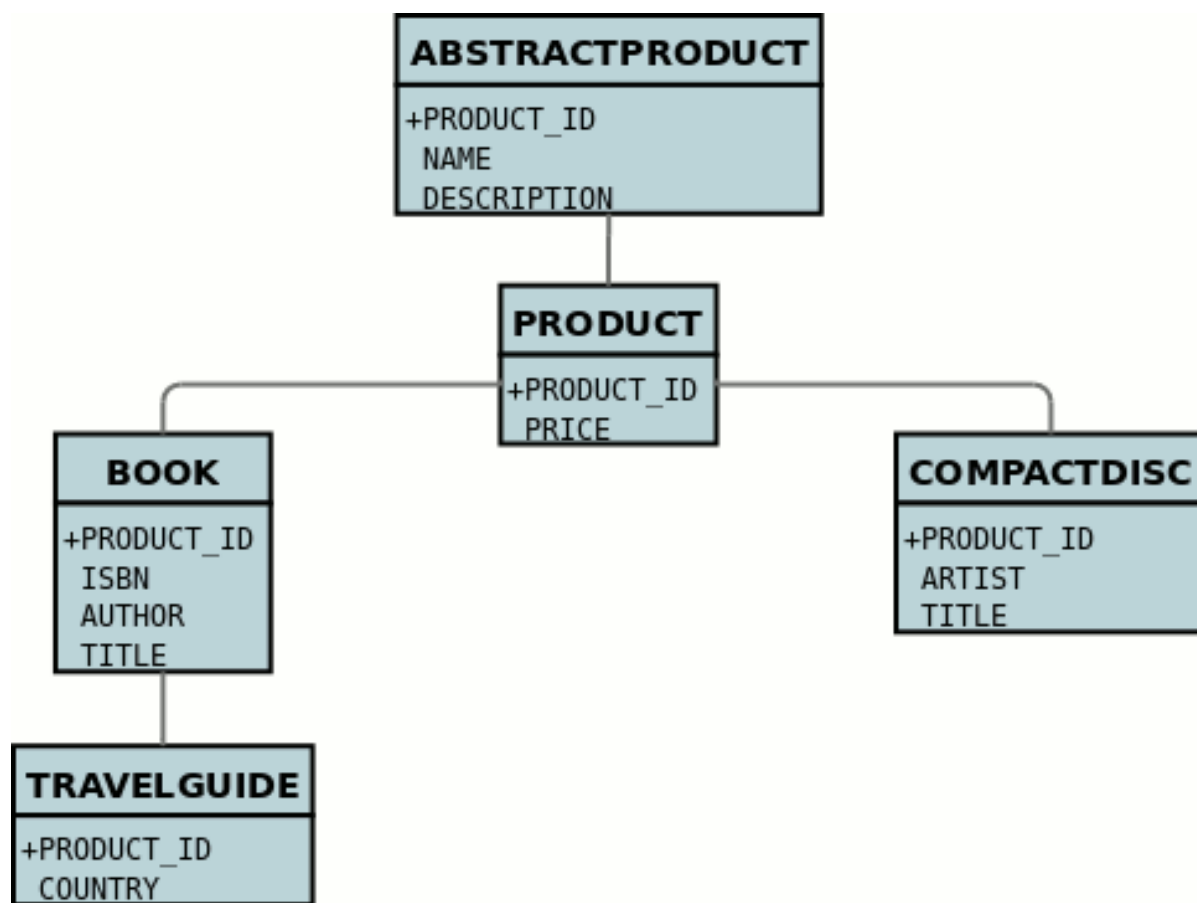 ABSTRACTPRODUCT
+PRODUCT_ID
NAME
DESCRIPTION
PRODUCT
+PRODUCT_ID
PRICE
BOOK
+PRODUCT_ID
ISBN
AUTHOR
TITLE
COMPACTDISC
+PRODUCT_ID
ARTIST
TITLE
TRAVELGUIDE
+PRODUCT_ID
COUNTRY